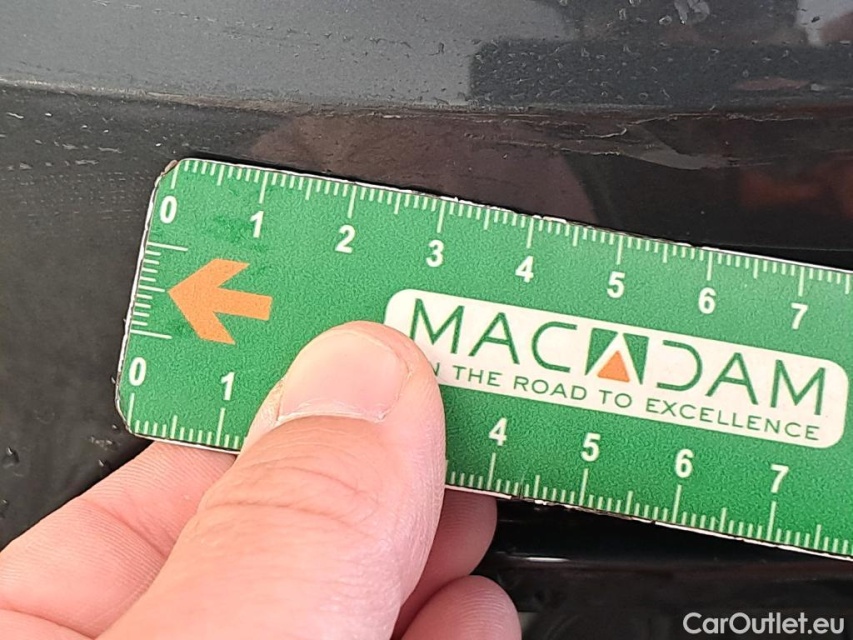 0 1 2 3 4 5 6 7
MACADAM
N THE ROAD TO EXCELLENCE
0 1 4 5 6 7
CarOutlet.eu